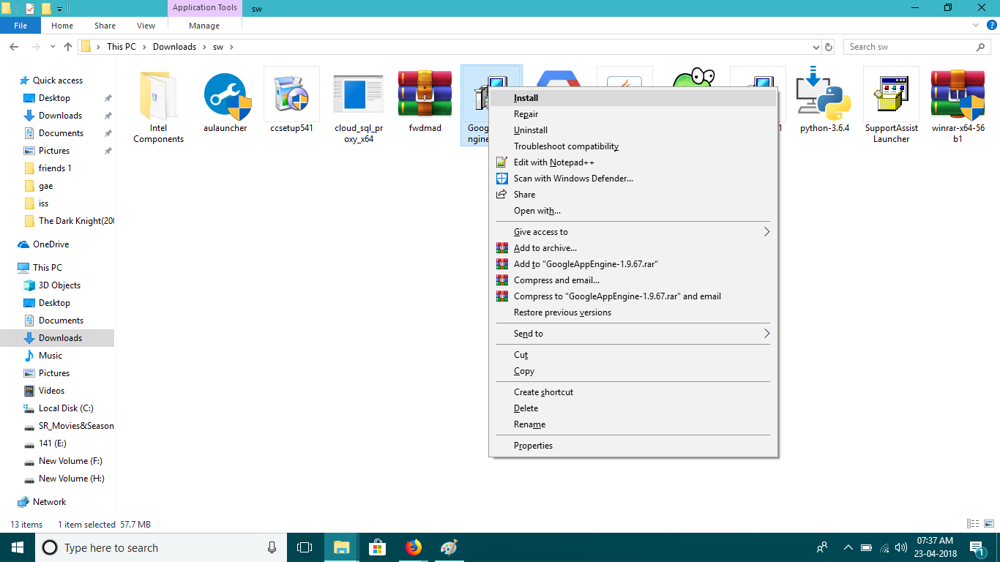 Application Tools
sw
File
Home
Share
View
Manage
This PC
Downloads
sw
Search sw
Quick access
Desktop
Downloads
Documents
Pictures
friends 1
gae
iss
The Dark Knight(200
OneDrive
This PC
3D Objects
Desktop
Documents
Downloads
Music
Pictures
Videos
Local Disk (C:)
SR_Movies&Season
141 (E:)
New Volume (F:)
New Volume (H:)
Network
Intel
Components
aulauncher
ccsetup541
cloud_sql_pr
oxy_x64
fwdmad
Goog
ngine
1
python-3.6.4
SupportAssist
Launcher
winrar-x64-56
b1
Install
Repair
Uninstall
Troubleshoot compatibility
Edit with Notepad++
Scan with Windows Defender...
Share
Open with...
Give access to
Add to archive...
Add to "GoogleAppEngine-1.9.67.rar"
Compress and email...
Compress to "GoogleAppEngine-1.9.67.rar" and email
Restore previous versions
Send to
Cut
Copy
Create shortcut
Delete
Rename
Properties
13 items
1 item selected 57.7 MB
Type here to search
07:37 AM
23-04-2018
1